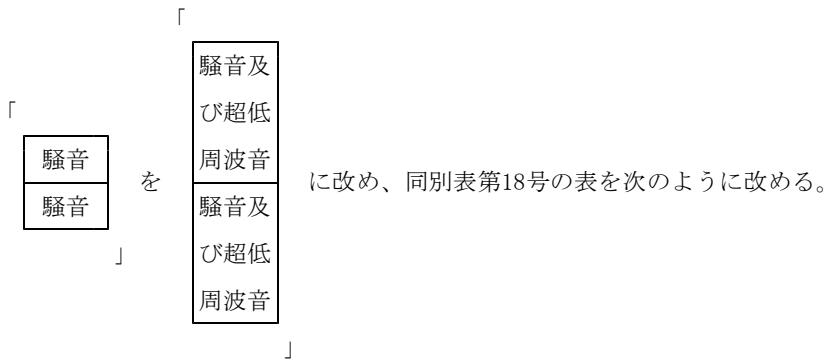 「
騒音
騒音
」
を
「
騒音及
び超低
周波音
騒音及
び超低
周波音
」
に改め、同別表第18号の表を次のように改める。